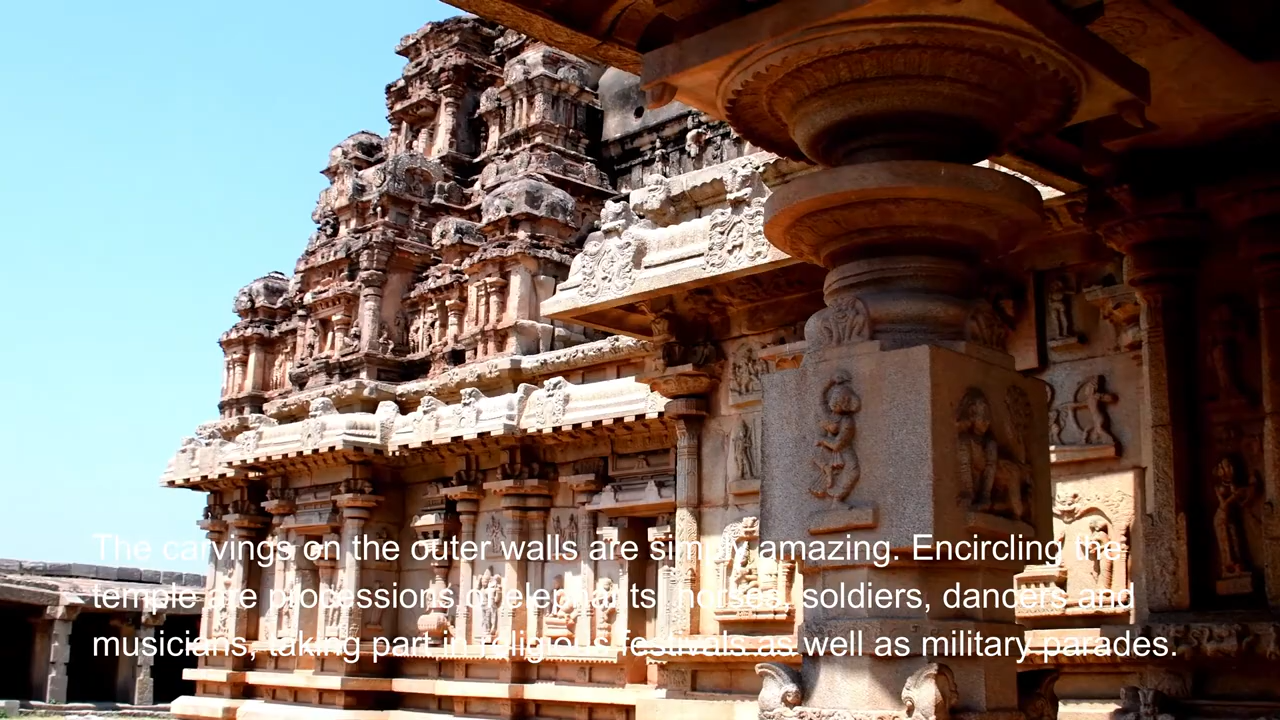 The carvings on the outer walls are simply amazing. Encircling the
temple are processions of elephants, horses, soldiers, dancers and
musicians, taking part in religious festivals as well as military parades.